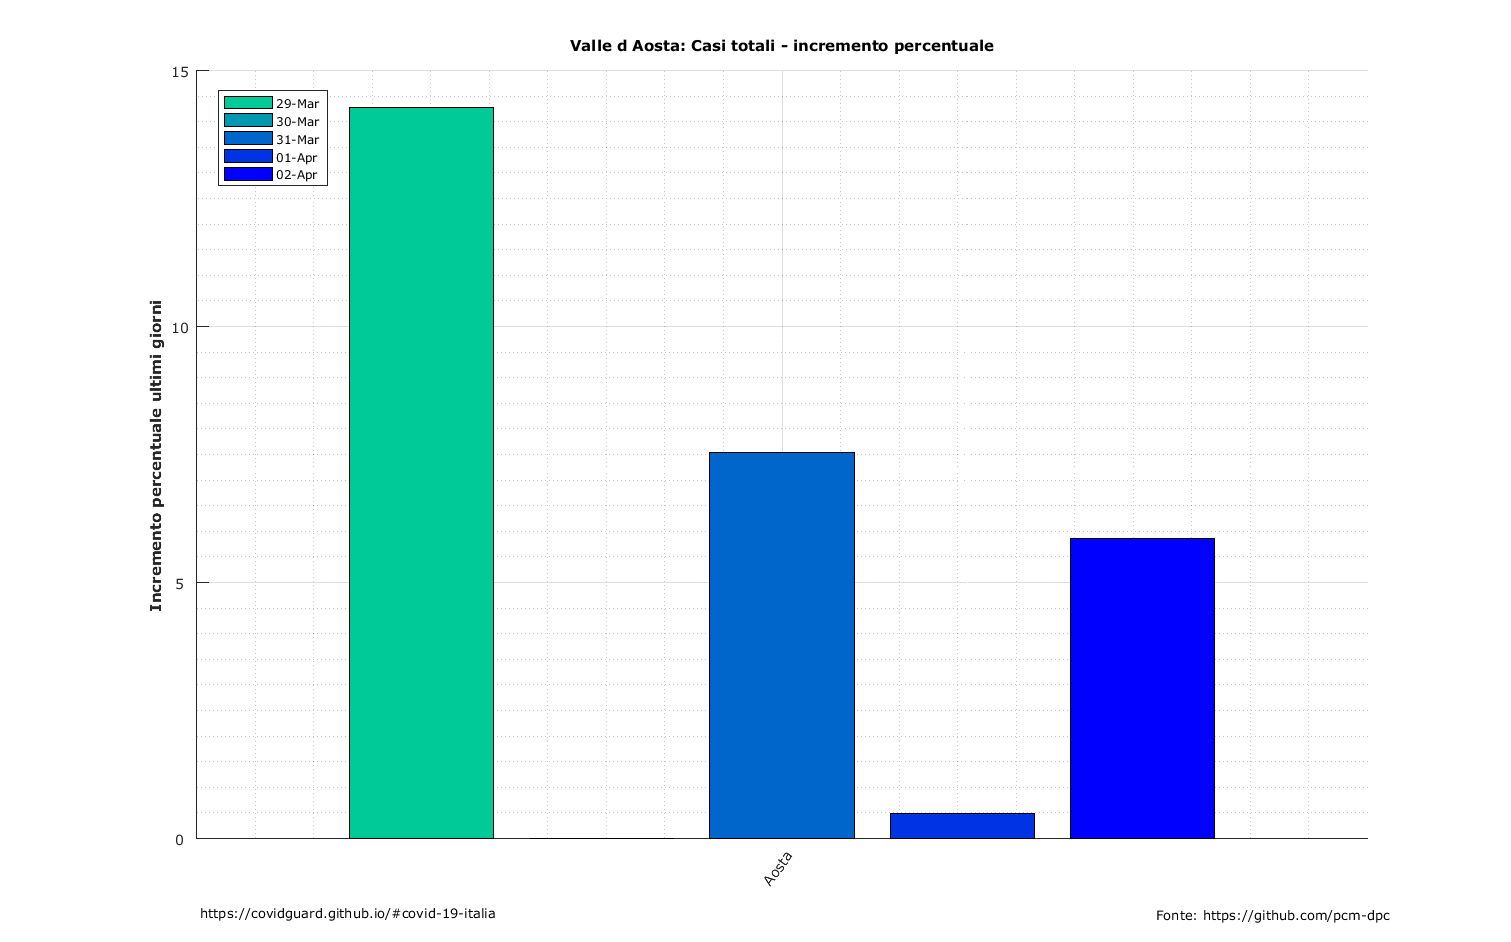 Valle d Aosta: Casi totali - incremento percentuale
15
10
5
0
Incremento percentuale ultimi giorni
29-Mar
30-Mar
31-Mar
01-Apr
02-Apr
Aosta
https://covidguard.github.io/#covid-19-italia
Fonte: https://github.com/pcm-dpc